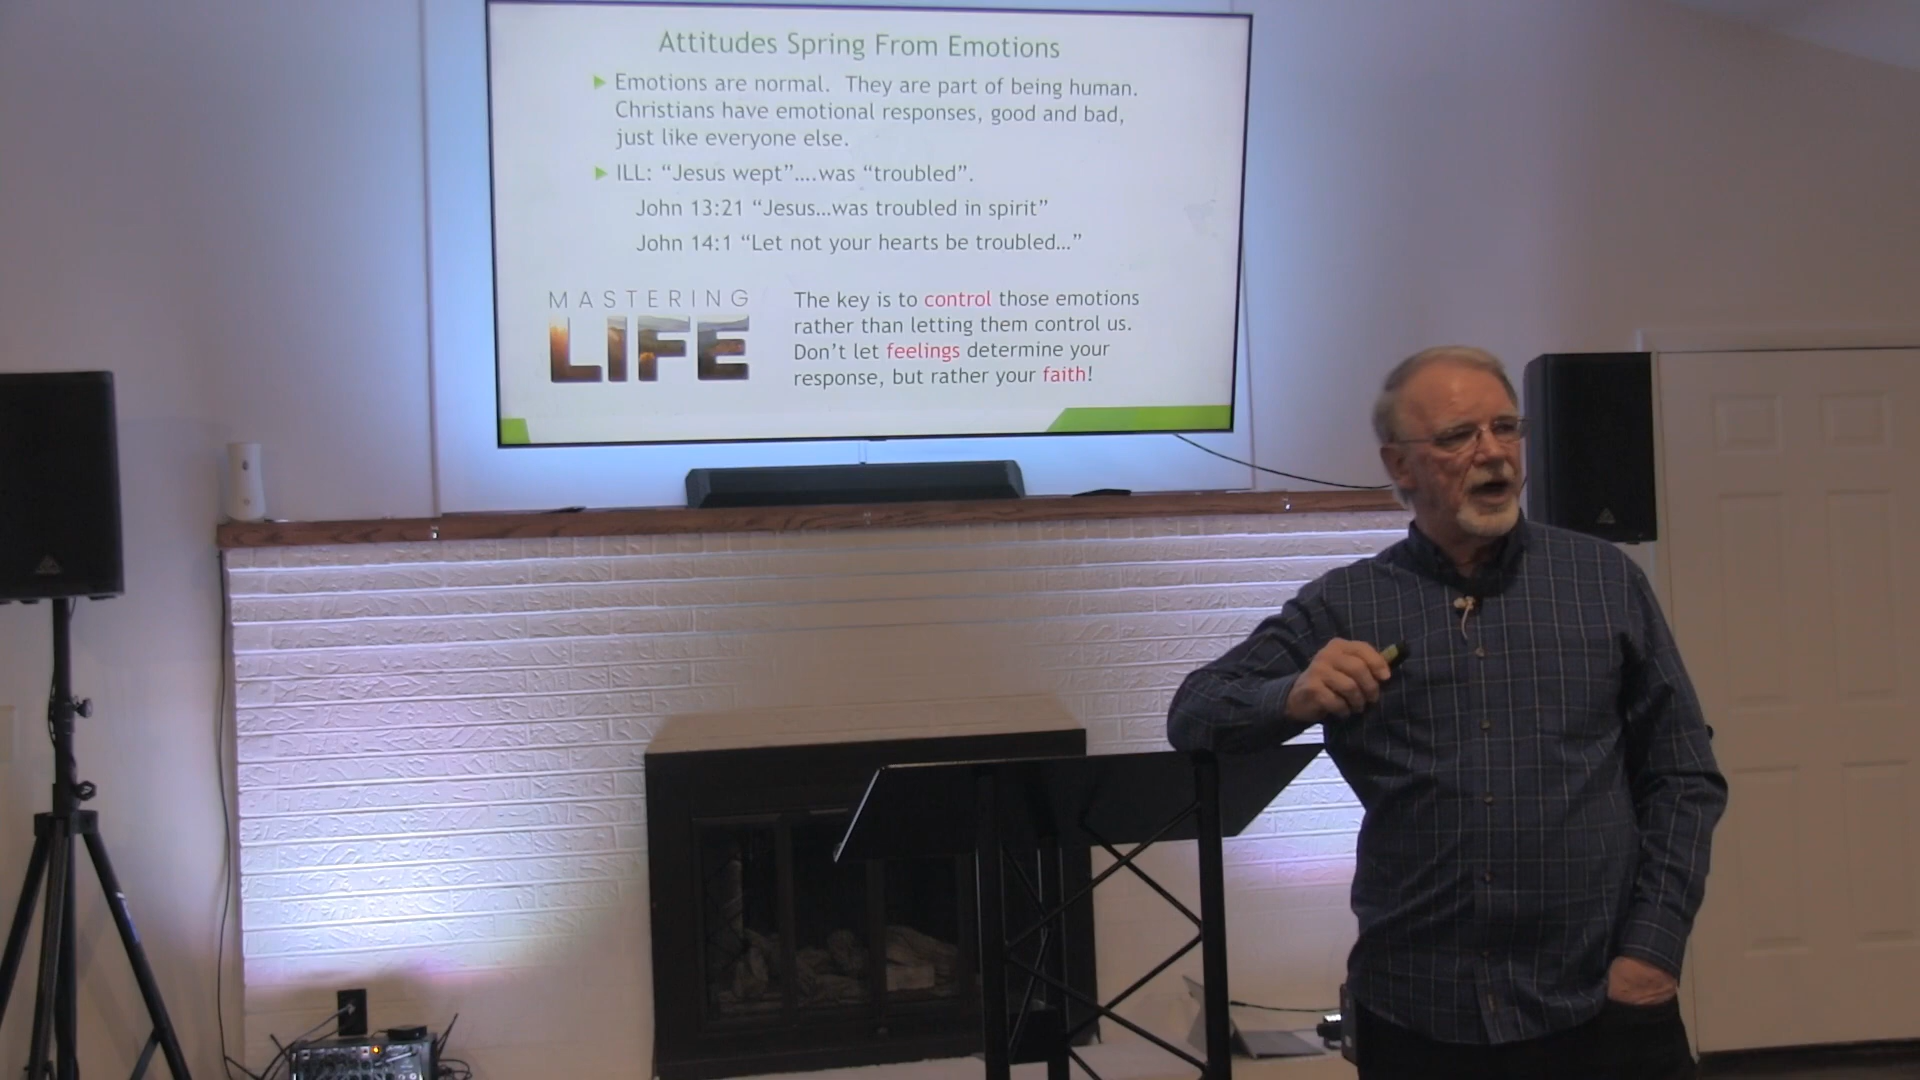 Attitudes Spring From Emotions
Emotions are normal.  They are part of being human.
Christians have emotional responses, good and bad,
just like everyone else.
ILL: “Jesus wept”....was “troubled”.
John 13:21 “Jesus...was troubled in spirit”
John 14:1 “Let not your hearts be troubled...”
MASTERING
LIFE
The key is to control those emotions
rather than letting them control us.
Don’t let feelings determine your
response, but rather your faith!